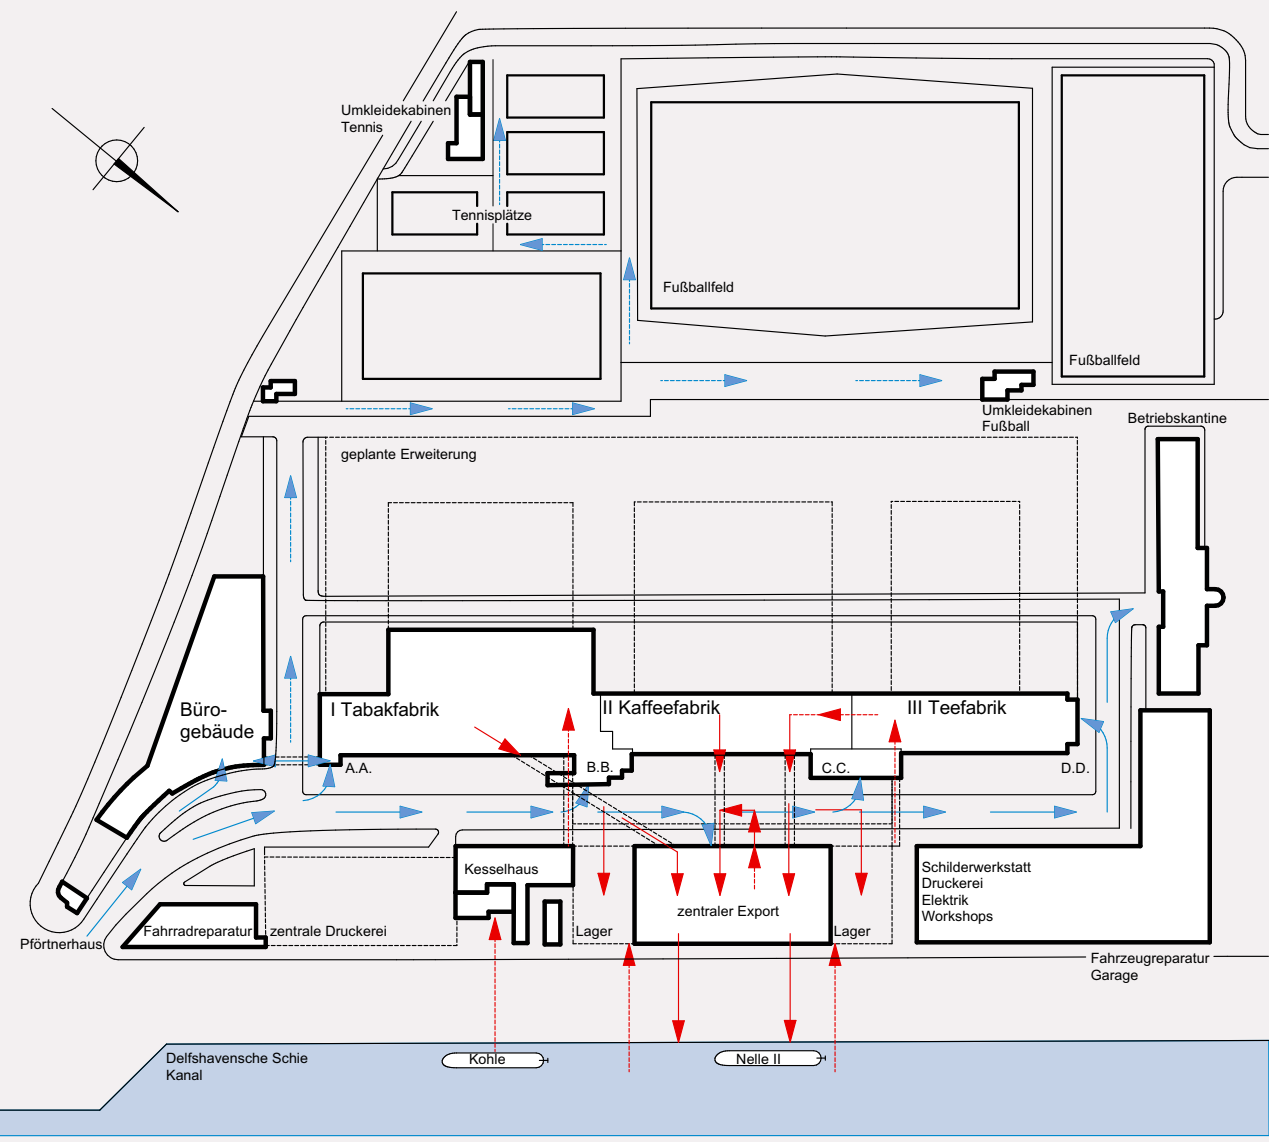 Umkleidekabinen
Tennis
Tennisplätze
Fußballfeld
Fußballfeld
Umkleidekabinen
Fußball
Betriebskantine
geplante Erweiterung
Büro-
gebäude
I Tabakfabrik
II Kaffeefabrik
III Teefabrik
A.A.
B.B.
C.C.
D.D.
Kesselhaus
Schilderwerkstatt
Druckerei
Elektrik
Workshops
zentraler Export
Pförtnerhaus
Fahrradreparatur
zentrale Druckerei
Lager
Lager
Fahrzeugreparatur
Garage
Delfshavensche Schie
Kanal
Kohle
Nelle II